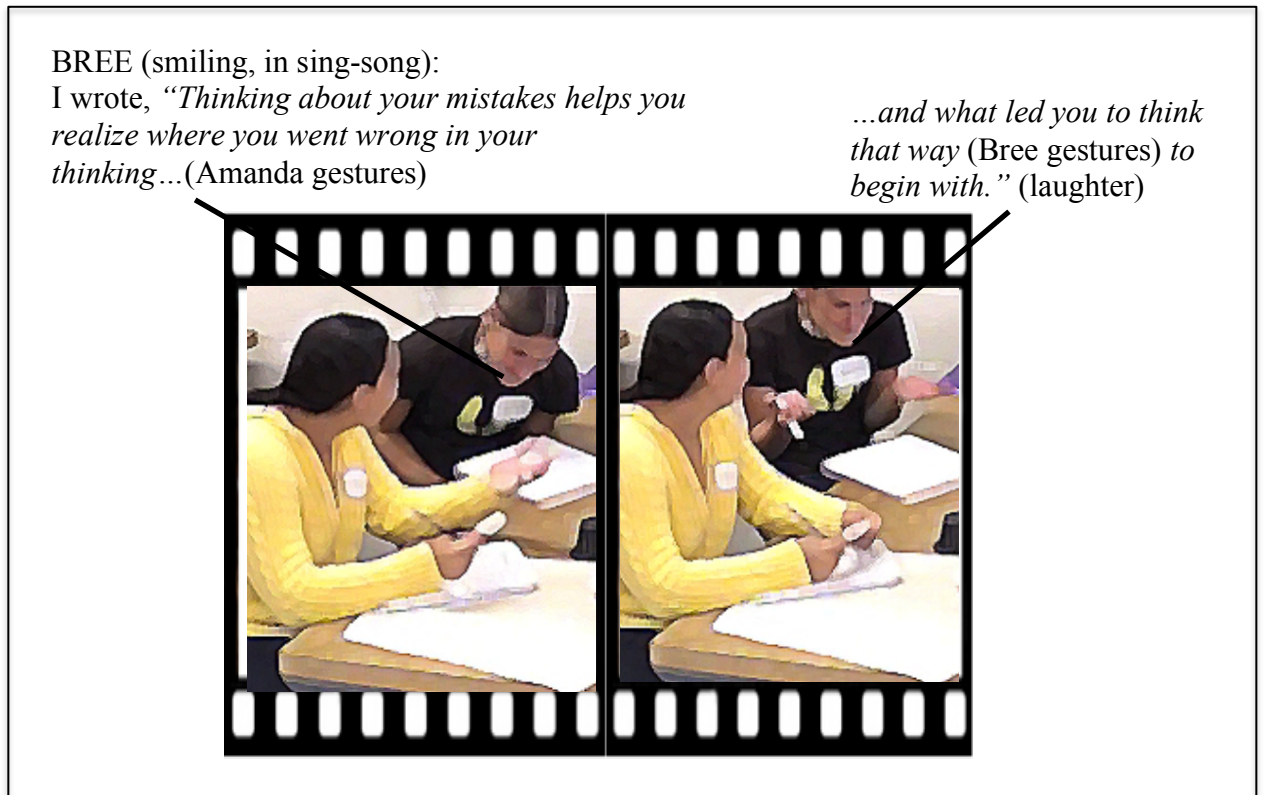 BREE (smiling, in sing-song):
I wrote, “Thinking about your mistakes helps you
realize where you went wrong in your
thinking…(Amanda gestures)
…and what led you to think
that way (Bree gestures) to
begin with.” (laughter)